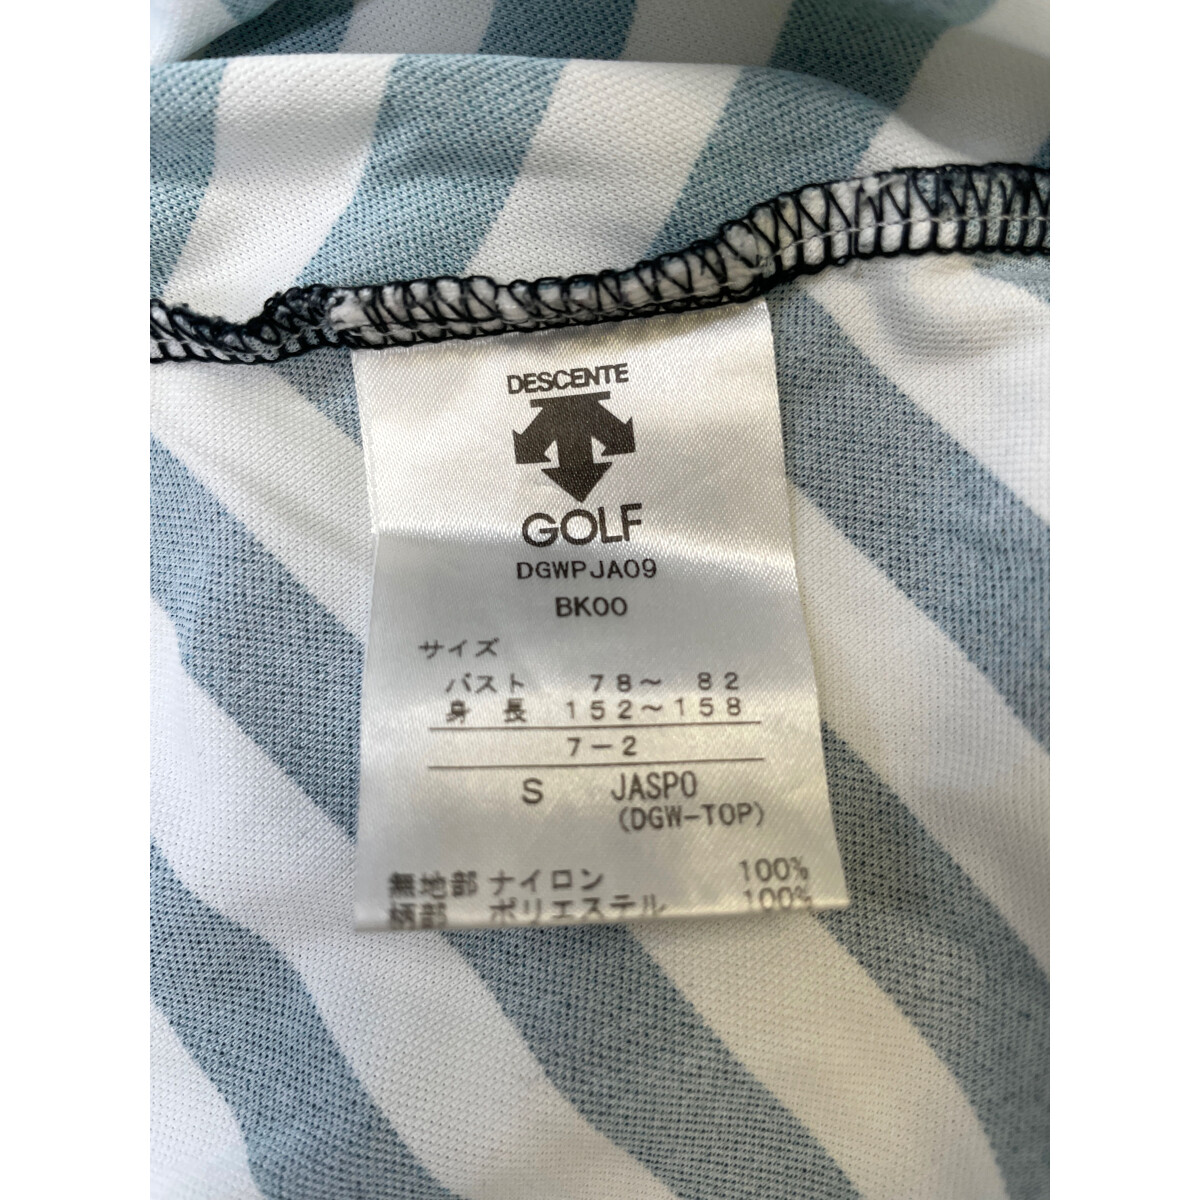 DESCENTE
GOLF
DGWPJA09
BK00
サイズ
バスト 78〜 82
身 長 152〜158
7−2
S JASPO
(DGW-TOP)
無地部 ナイロン 100%
柄部 ポリエステル 100%